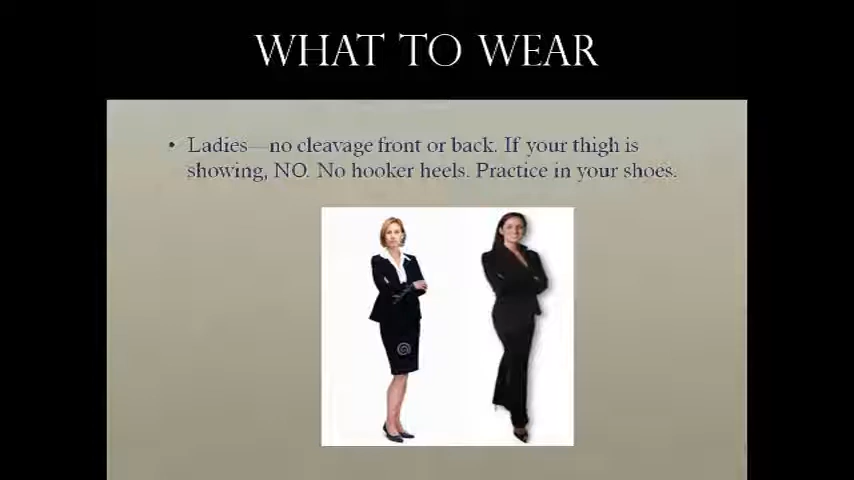 WHAT TO WEAR
• Ladies—no cleavage front or back. If your thigh is
showing, NO. No hooker heels. Practice in your shoes.